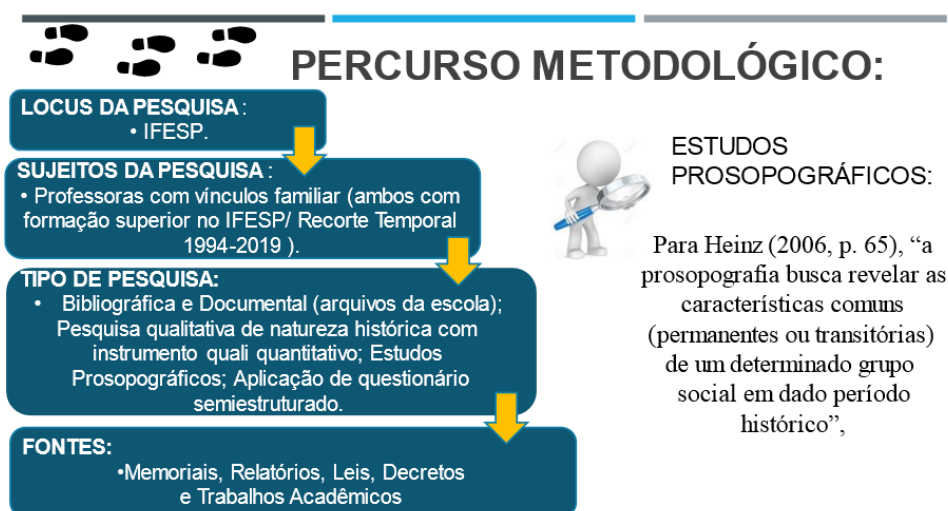 PERCURSO METODOLÓGICO:
LOCUS DA PESQUISA :
• IFESP.
SUJEITOS DA PESQUISA :
• Professoras com vínculos familiar (ambos com
formação superior no IFESP/ Recorte Temporal
1994-2019 ).
TIPO DE PESQUISA:
• Bibliográfica e Documental (arquivos da escola);
Pesquisa qualitativa de natureza histórica com
instrumento quali quantitativo; Estudos
Prosopográficos; Aplicação de questionário
semiestruturado.
FONTES:
•Memoriais, Relatórios, Leis, Decretos
e Trabalhos Acadêmicos
ESTUDOS
PROSOPOGRÁFICOS:
Para Heinz (2006, p. 65), “a
prosopografia busca revelar as
características comuns
(permanentes ou transitórias)
de um determinado grupo
social em dado período
histórico”,